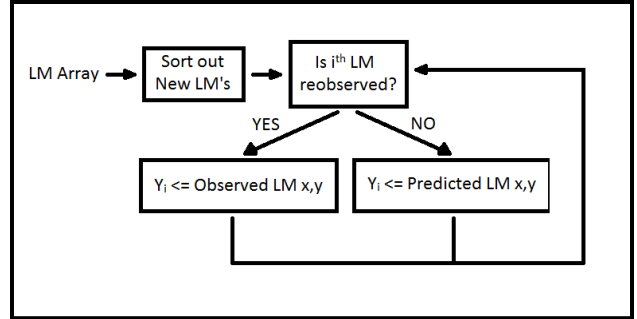 LM Array
Sort out
New LM's
Is iᵗʰ LM
reobserved?
YES
NO
Yᵢ <= Observed LM x,y
Yᵢ <= Predicted LM x,y